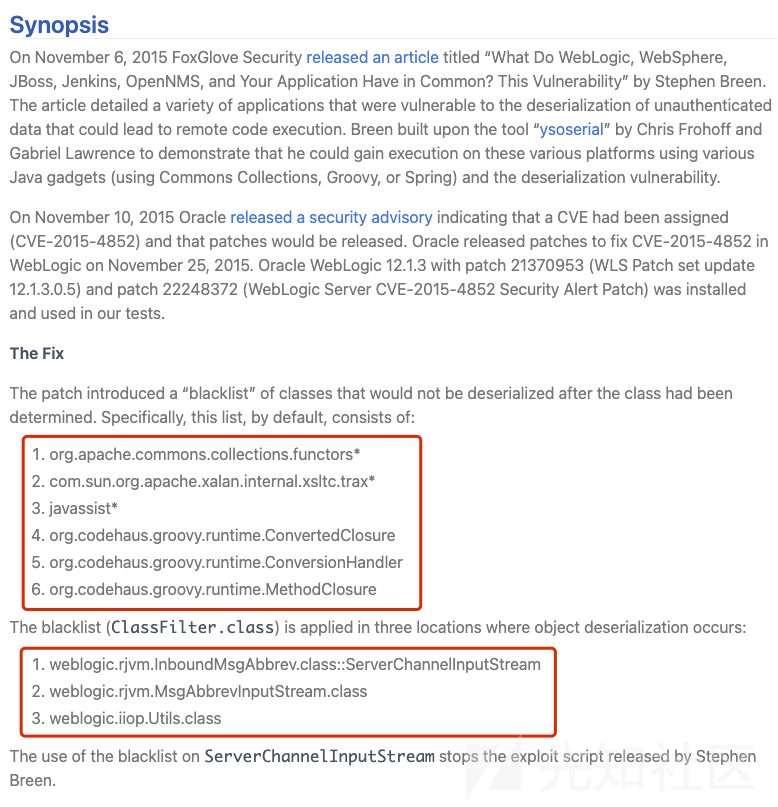 Synopsis
On November 6, 2015 FoxGlove Security released an article titled “What Do WebLogic, WebSphere,
JBoss, Jenkins, OpenNMS, and Your Application Have in Common? This Vulnerability” by Stephen Breen.
The article detailed a variety of applications that were vulnerable to the deserialization of unauthenticated
data that could lead to remote code execution. Breen built upon the tool “ysoserial” by Chris Frohoff and
Gabriel Lawrence to demonstrate that he could gain execution on these various platforms using various
Java gadgets (using Commons Collections, Groovy, or Spring) and the deserialization vulnerability.
On November 10, 2015 Oracle released a security advisory indicating that a CVE had been assigned
(CVE-2015-4852) and that patches would be released. Oracle released patches to fix CVE-2015-4852 in
WebLogic on November 25, 2015. Oracle WebLogic 12.1.3 with patch 21370953 (WLS Patch set update
12.1.3.0.5) and patch 22248372 (WebLogic Server CVE-2015-4852 Security Alert Patch) was installed
and used in our tests.
The Fix
The patch introduced a “blacklist” of classes that would not be deserialized after the class had been
determined. Specifically, this list, by default, consists of:
1. org.apache.commons.collections.functors*
2. com.sun.org.apache.xalan.internal.xsltc.trax*
3. javassist*
4. org.codehaus.groovy.runtime.ConvertedClosure
5. org.codehaus.groovy.runtime.ConversionHandler
6. org.codehaus.groovy.runtime.MethodClosure
The blacklist (ClassFilter.class) is applied in three locations where object deserialization occurs:
1. weblogic.rjvm.InboundMsgAbbrev.class::ServerChannelInputStream
2. weblogic.rjvm.MsgAbbrevInputStream.class
3. weblogic.iiop.Utils.class
The use of the blacklist on ServerChannelInputStream stops the exploit script released by Stephen
Breen.
先知社区